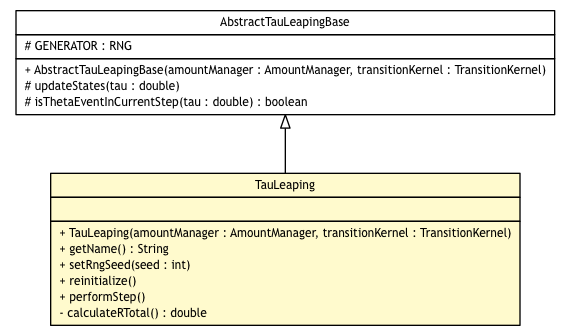 AbstractTauLeapingBase
# GENERATOR : RNG
+ AbstractTauLeapingBase(amountManager : AmountManager, transitionKernel : TransitionKernel)
# updateStates(tau : double)
# isThetaEventInCurrentStep(tau : double) : boolean
TauLeaping
+ TauLeaping(amountManager : AmountManager, transitionKernel : TransitionKernel)
+ getName() : String
+ setRngSeed(seed : int)
+ reinitialize()
+ performStep()
- calculateRTotal() : double